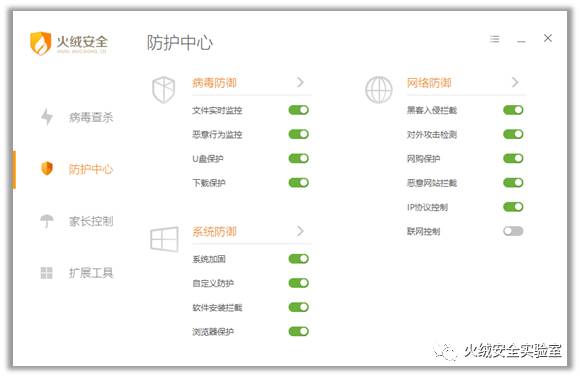 火绒安全
防护中心
病毒查杀
防护中心
家长控制
扩展工具
病毒防御
文件实时监控
恶意行为监控
U盘保护
下载保护
系统防御
系统加固
自定义防护
软件安装拦截
浏览器保护
网络防御
黑客入侵拦截
对外攻击检测
网购保护
恶意网站拦截
IP协议控制
联网控制
火绒安全实验室